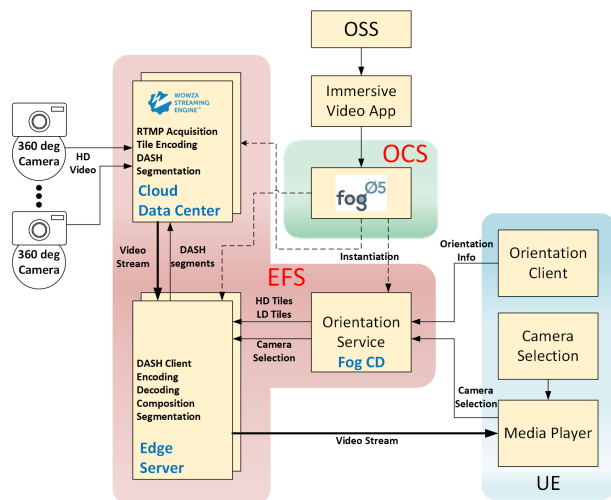 OSS
Immersive
Video App
OCS
fog
Ø5
WOWZA
STREAMING
ENGINE™
RTMP Acquisition
Tile Encoding
DASH
Segmentation
Cloud
Data Center
360 deg
Camera
HD
Video
360 deg
Camera
Video
Stream
DASH
segments
Instantiation
EFS
HD Tiles
LD Tiles
Camera
Selection
Orientation
Service
Fog CD
Orientation
Info
Orientation
Client
Camera
Selection
Camera
Selection
Media Player
UE
DASH Client
Encoding
Decoding
Composition
Segmentation
Edge
Server
Video Stream